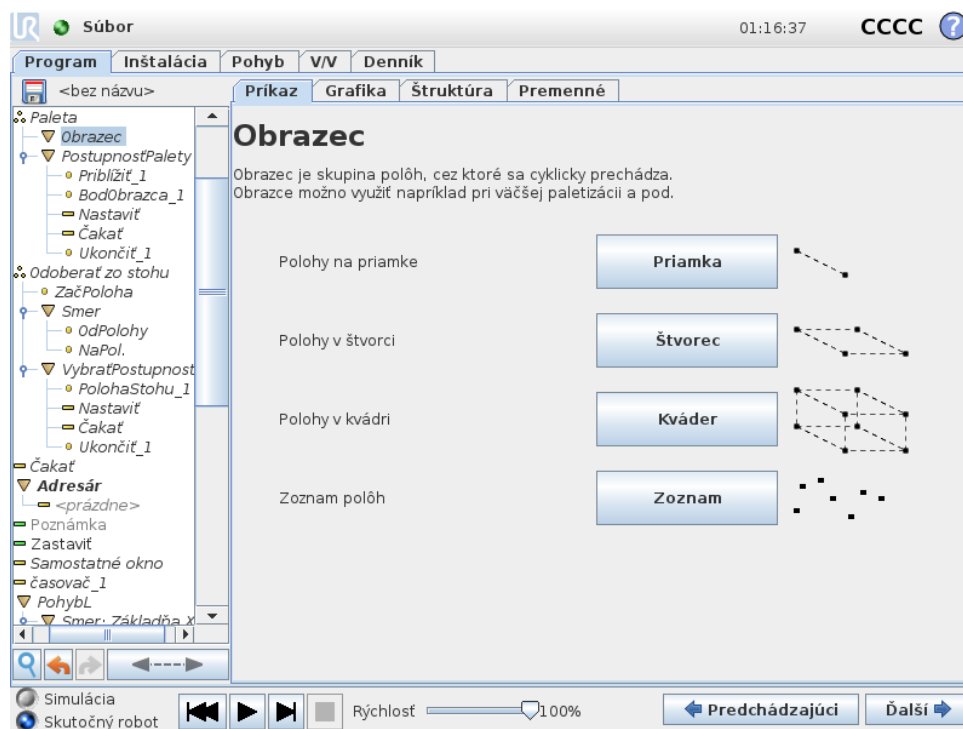 UR
Súbor
01:16:37
CCCC
?
Program
Inštalácia
Pohyb
V/V
Denník
<bez názvu>
Príkaz
Grafika
Štruktúra
Premenné
Paleta
Obrazec
PostupnosťPalety
Priblížiť_1
BodObrazca_1
Nastaviť
Čakať
Ukončiť_1
Odoberať zo stohu
ZačPoloha
Smer
OdPolohy
NaPol.
VybraťPostupnost
PolohaStohu_1
Nastaviť
Čakať
Ukončiť_1
Čakať
Adresár
<prázdne>
Poznámka
Zastaviť
Samostatné okno
časovač_1
PohybL
Smer: Základňa X
Obrazec
Obrazec je skupina polôh, cez ktoré sa cyklicky prechádza.
Obrazce možno využiť napríklad pri väčšej paletizácii a pod.
Polohy na priamke
Priamka
Polohy v štvorci
Štvorec
Polohy v kvádri
Kváder
Zoznam polôh
Zoznam
Simulácia
Skutočný robot
Rýchlosť
100%
Predchádzajúci
Ďalší